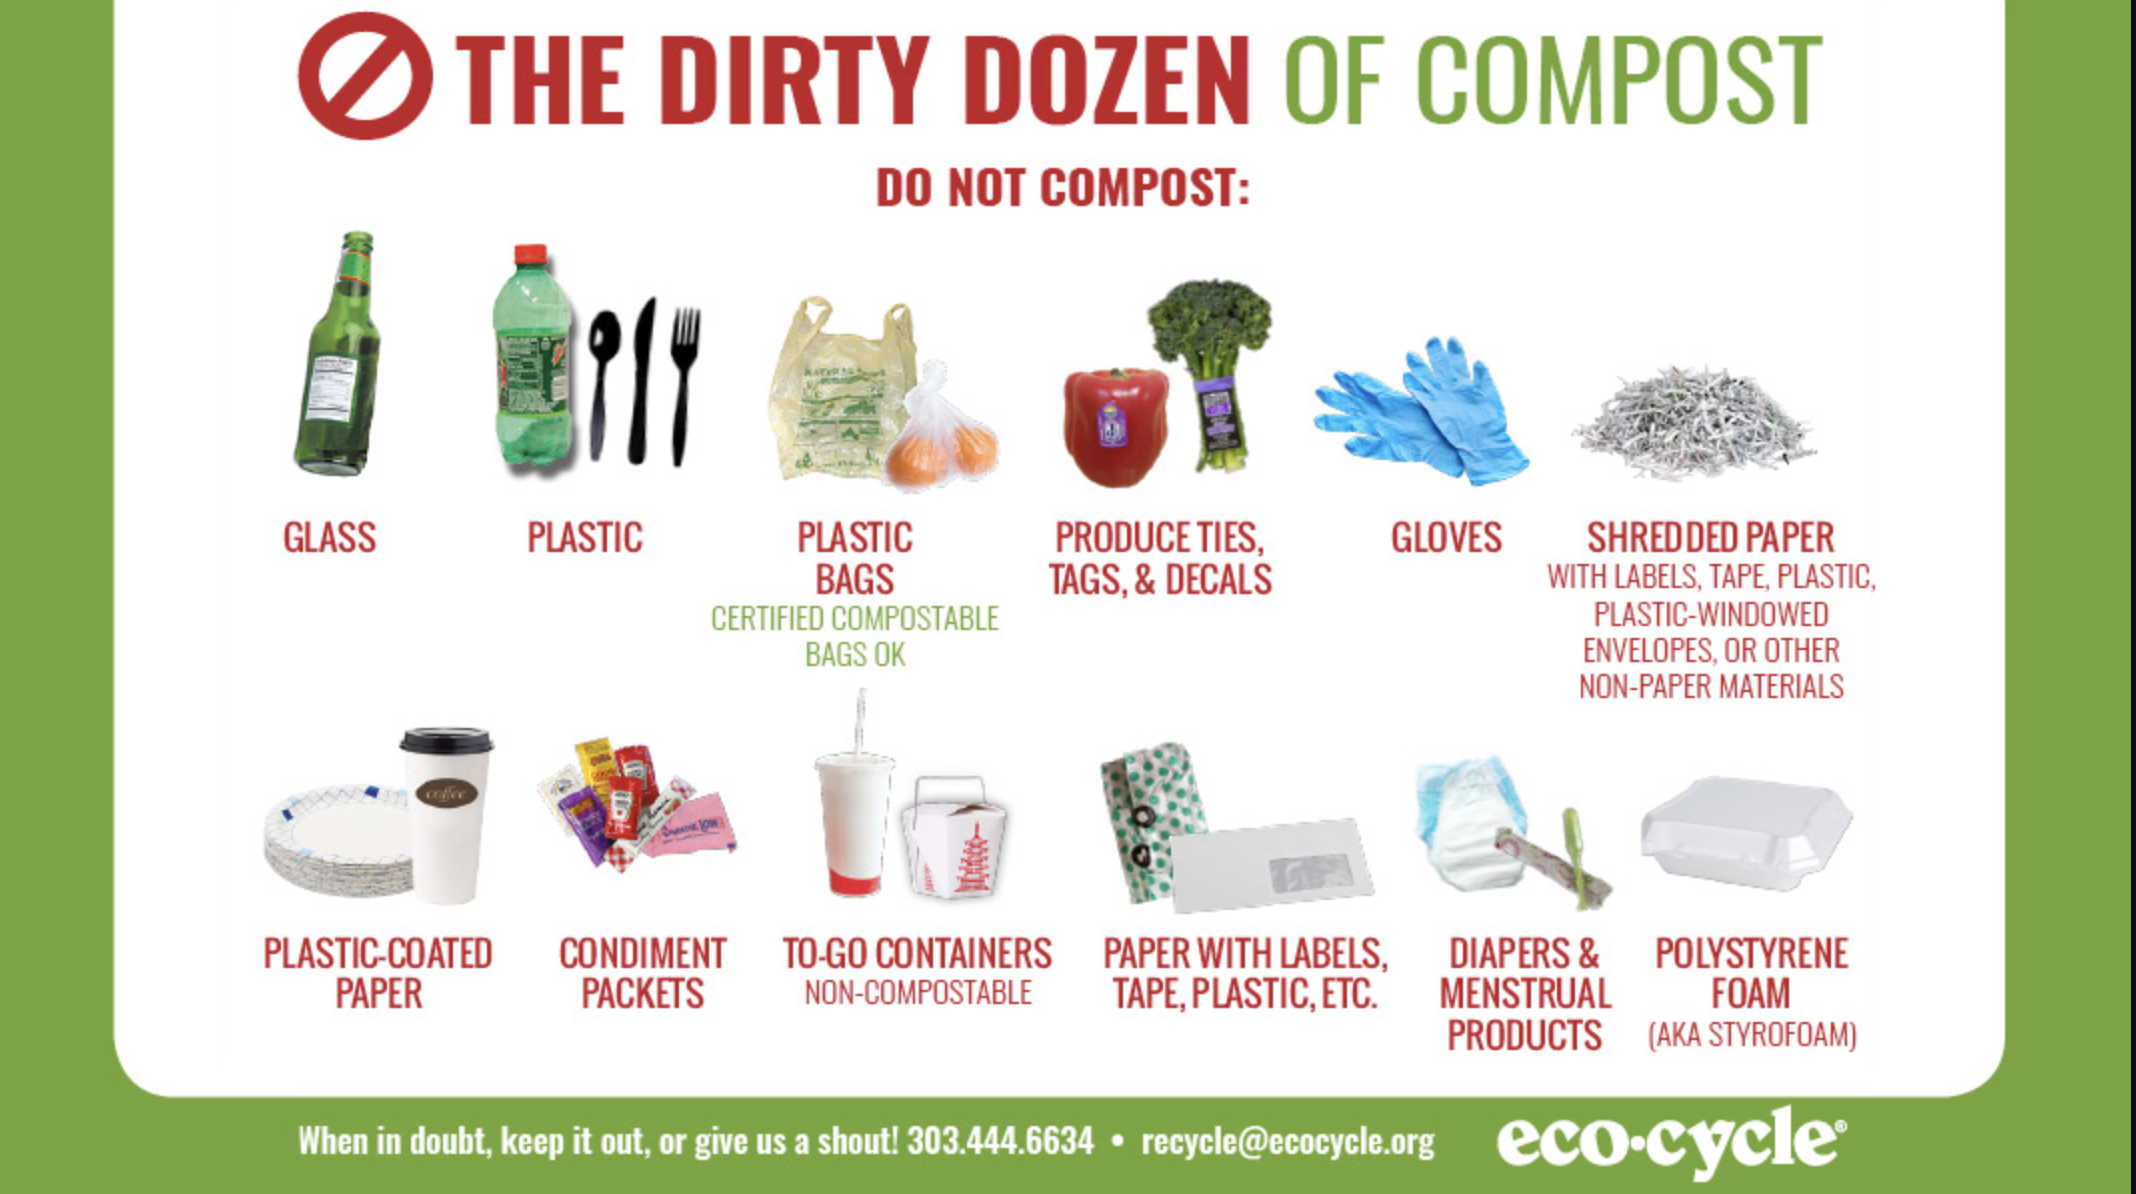 THE DIRTY DOZEN OF COMPOST
DO NOT COMPOST:
GLASS
PLASTIC
PLASTIC
BAGS
CERTIFIED COMPOSTABLE
BAGS OK
PRODUCE TIES,
TAGS, & DECALS
GLOVES
SHREDDED PAPER
WITH LABELS, TAPE, PLASTIC,
PLASTIC-WINDOWED
ENVELOPES, OR OTHER
NON-PAPER MATERIALS
coffee
PLASTIC-COATED
PAPER
CONDIMENT
PACKETS
TO-GO CONTAINERS
NON-COMPOSTABLE
PAPER WITH LABELS,
TAPE, PLASTIC, ETC.
DIAPERS &
MENSTRUAL
PRODUCTS
POLYSTYRENE
FOAM
(AKA STYROFOAM)
When in doubt, keep it out, or give us a shout! 303.444.6634 • recycle@ecocycle.org
eco-cycle®